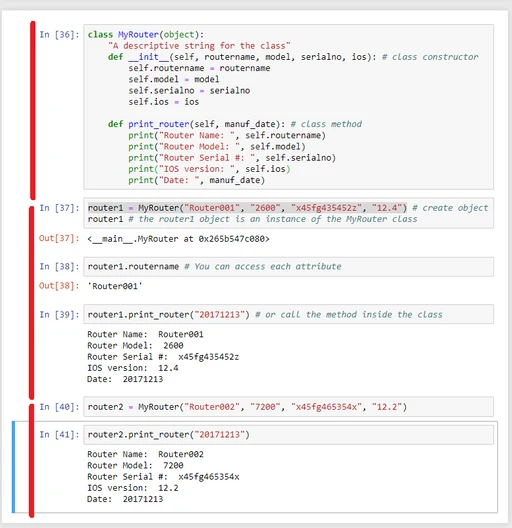 In [36]: class MyRouter(object):
"A descriptive string for the class"
def __init__(self, routername, model, serialno, ios): # class constructor
self.routername = routername
self.model = model
self.serialno = serialno
self.ios = ios
def print_router(self, manuf_date): # class method
print("Router Name: ", self.routername)
print("Router Model: ", self.model)
print("Router Serial #: ", self.serialno)
print("IOS version: ", self.ios)
print("Date: ", manuf_date)
In [37]: router1 = MyRouter("Router001", "2600", "x45fg435452z", "12.4") # create object
router1 # the router1 object is an instance of the MyRouter class
Out[37]: <__main__.MyRouter at 0x265b547c080>
In [38]: router1.routername # You can access each attribute
Out[38]: 'Router001'
In [39]: router1.print_router("20171213") # or call the method inside the class
Router Name:  Router001
Router Model:  2600
Router Serial #:  x45fg435452z
IOS version:  12.4
Date:  20171213
In [40]: router2 = MyRouter("Router002", "7200", "x45fg465354x", "12.2")
In [41]: router2.print_router("20171213")
Router Name:  Router002
Router Model:  7200
Router Serial #:  x45fg465354x
IOS version:  12.2
Date:  20171213